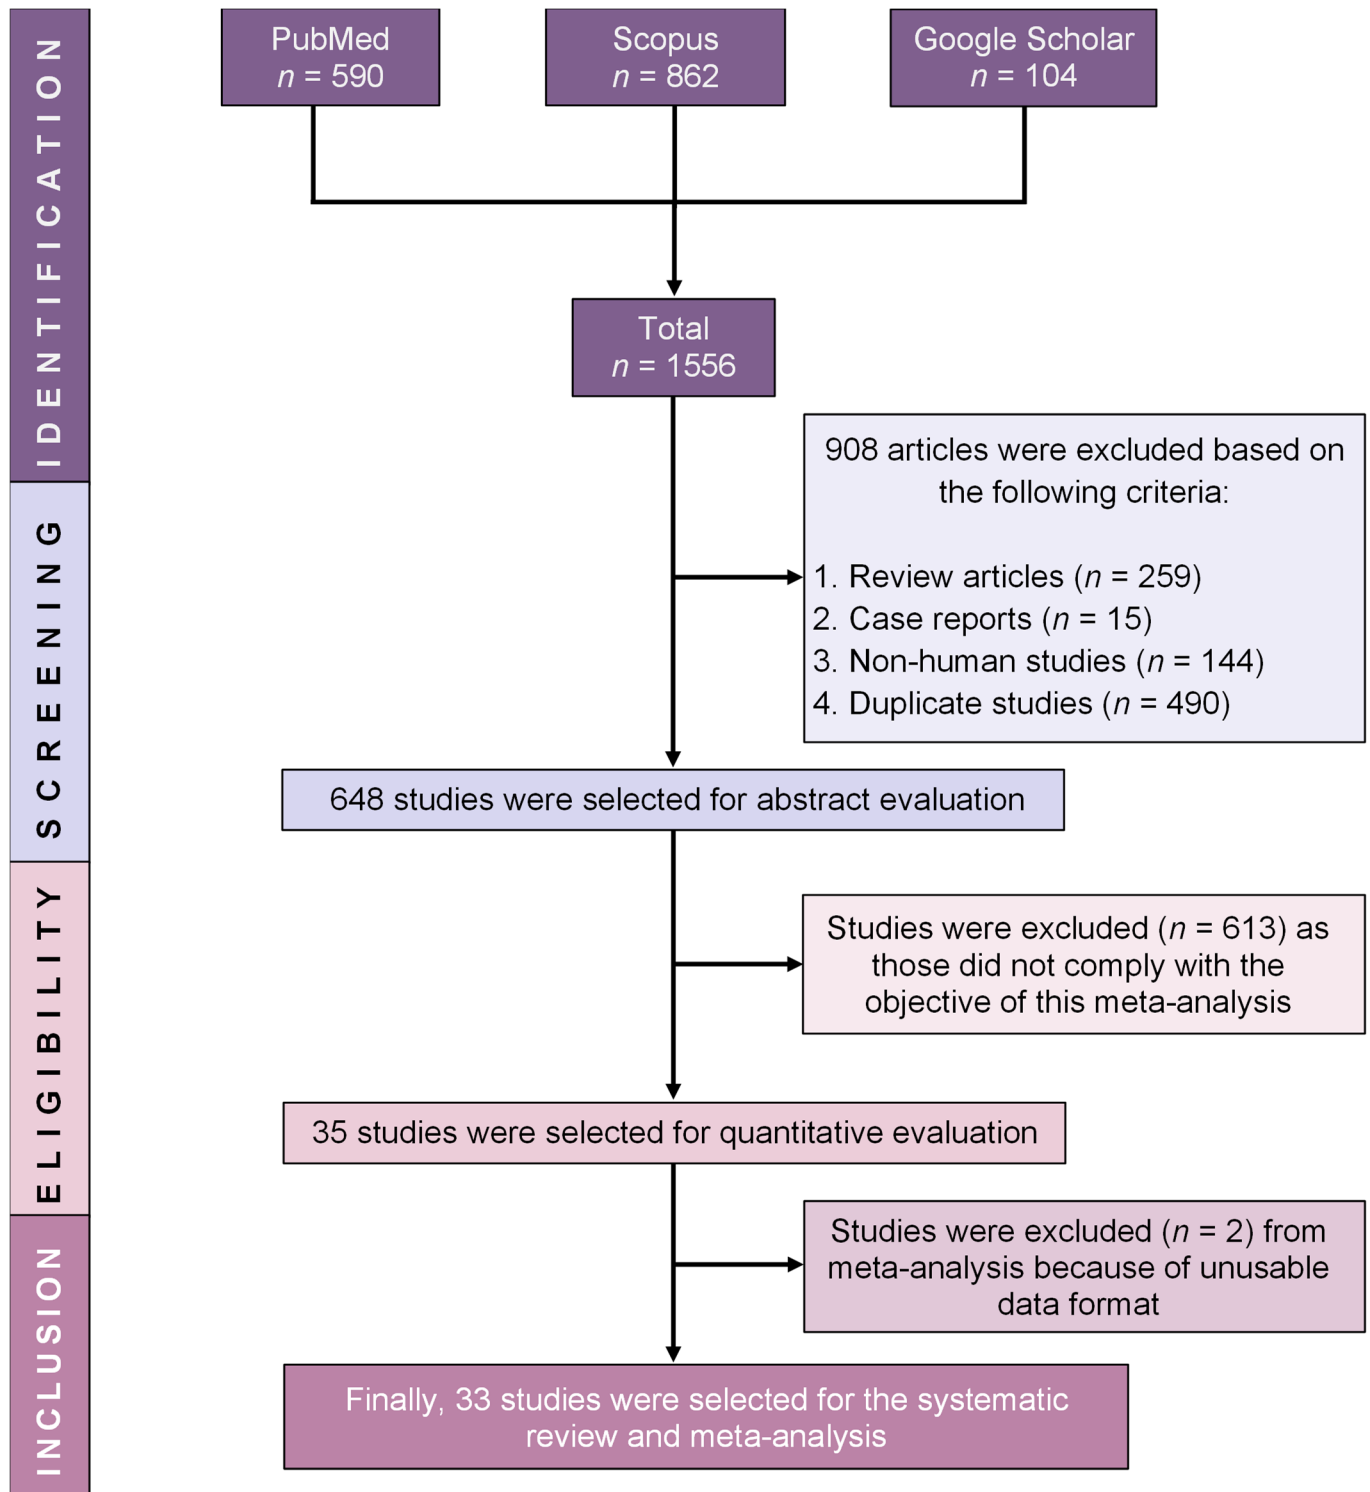 IDENTIFICATION
PubMed
n = 590
Scopus
n = 862
Google Scholar
n = 104
Total
n = 1556
SCREENING
908 articles were excluded based on
the following criteria:
1. Review articles (n = 259)
2. Case reports (n = 15)
3. Non-human studies (n = 144)
4. Duplicate studies (n = 490)
648 studies were selected for abstract evaluation
ELIGIBILITY
Studies were excluded (n = 613) as
those did not comply with the
objective of this meta-analysis
35 studies were selected for quantitative evaluation
INCLUSION
Studies were excluded (n = 2) from
meta-analysis because of unusable
data format
Finally, 33 studies were selected for the systematic
review and meta-analysis